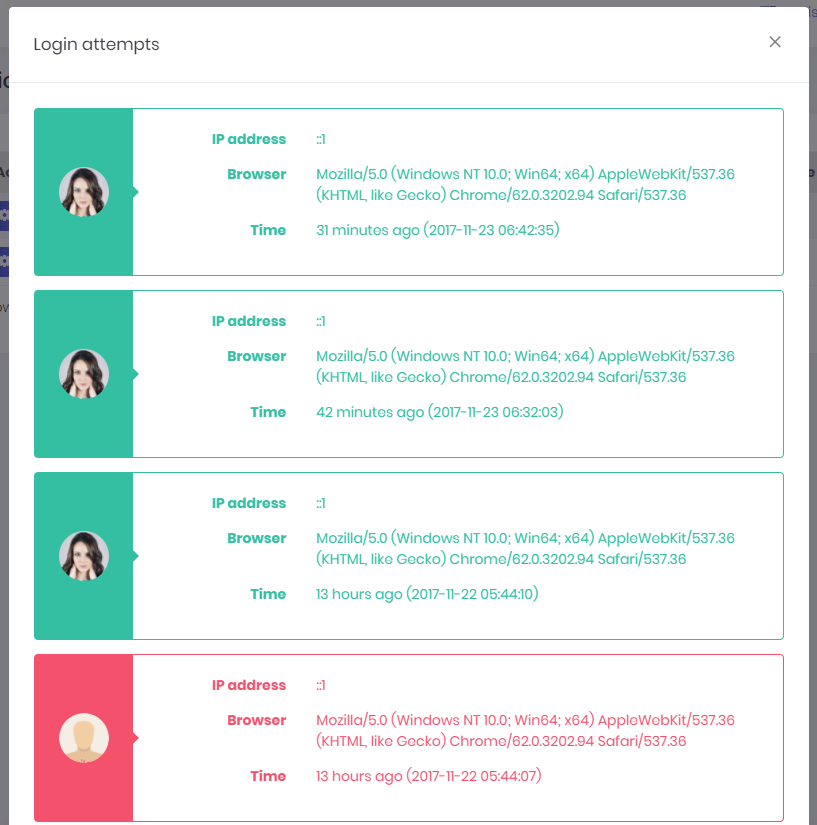 Login attempts
IP address ::1
Browser Mozilla/5.0 (Windows NT 10.0; Win64; x64) AppleWebKit/537.36
(KHTML, like Gecko) Chrome/62.0.3202.94 Safari/537.36
Time 31 minutes ago (2017-11-23 06:42:35)
IP address ::1
Browser Mozilla/5.0 (Windows NT 10.0; Win64; x64) AppleWebKit/537.36
(KHTML, like Gecko) Chrome/62.0.3202.94 Safari/537.36
Time 42 minutes ago (2017-11-23 06:32:03)
IP address ::1
Browser Mozilla/5.0 (Windows NT 10.0; Win64; x64) AppleWebKit/537.36
(KHTML, like Gecko) Chrome/62.0.3202.94 Safari/537.36
Time 13 hours ago (2017-11-22 05:44:10)
IP address ::1
Browser Mozilla/5.0 (Windows NT 10.0; Win64; x64) AppleWebKit/537.36
(KHTML, like Gecko) Chrome/62.0.3202.94 Safari/537.36
Time 13 hours ago (2017-11-22 05:44:07)